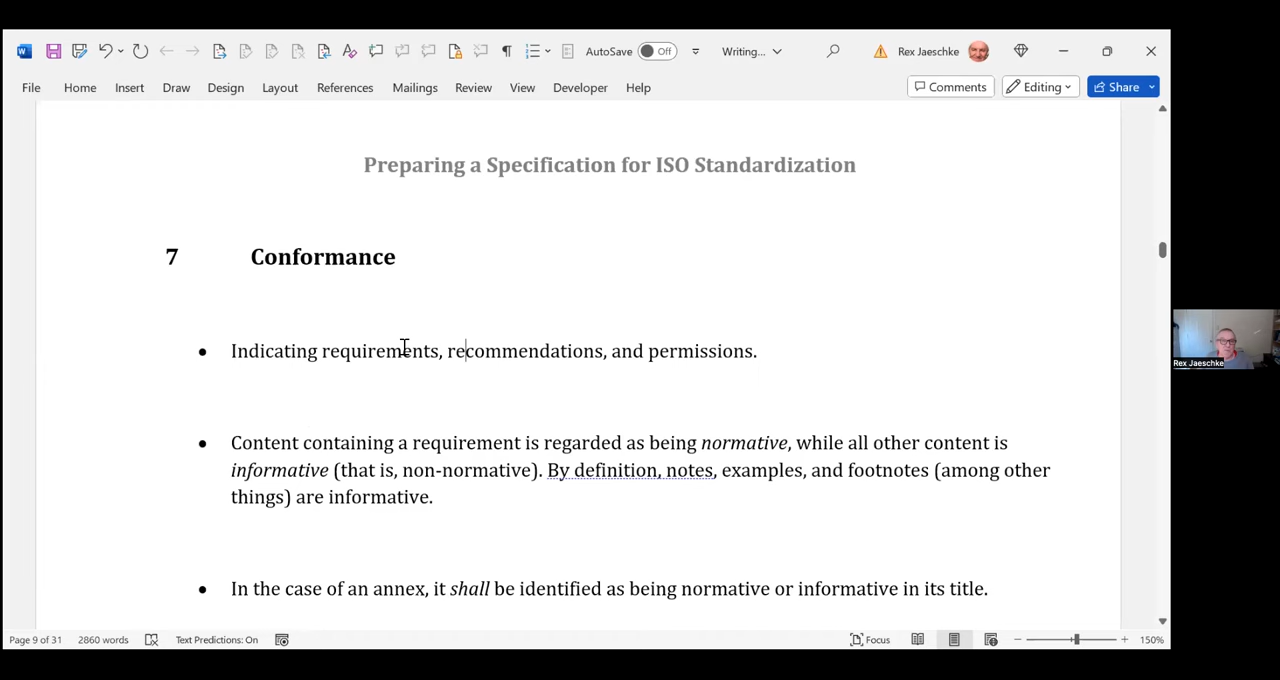 AutoSave Off Writing... Rex Jaeschke
File Home Insert Draw Design Layout References Mailings Review View Developer Help Comments Editing Share
Preparing a Specification for ISO Standardization
7 Conformance
• Indicating requirements, recommendations, and permissions.
• Content containing a requirement is regarded as being normative, while all other content is
informative (that is, non-normative). By definition, notes, examples, and footnotes (among other
things) are informative.
Rex Jaeschke
• In the case of an annex, it shall be identified as being normative or informative in its title.
Page 9 of 31 2860 words Text Predictions: On Focus 150%